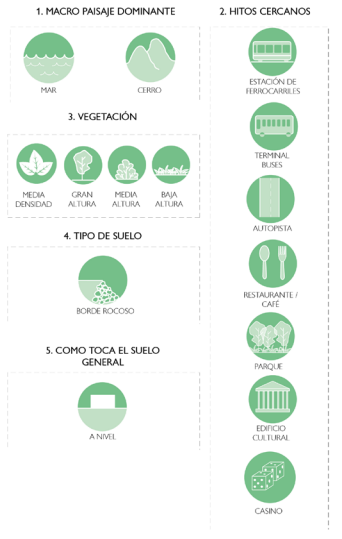 1. MACRO PAISAJE DOMINANTE
MAR
CERRO
3. VEGETACIÓN
MEDIA
DENSIDAD
GRAN
ALTURA
MEDIA
ALTURA
BAJA
ALTURA
4. TIPO DE SUELO
BORDE ROCOSO
5. COMO TOCA EL SUELO
GENERAL
A NIVEL
2. HITOS CERCANOS
ESTACIÓN DE
FERROCARRILES
TERMINAL
BUSES
AUTOPISTA
RESTAURANTE /
CAFÉ
PARQUE
EDIFICIO
CULTURAL
CASINO